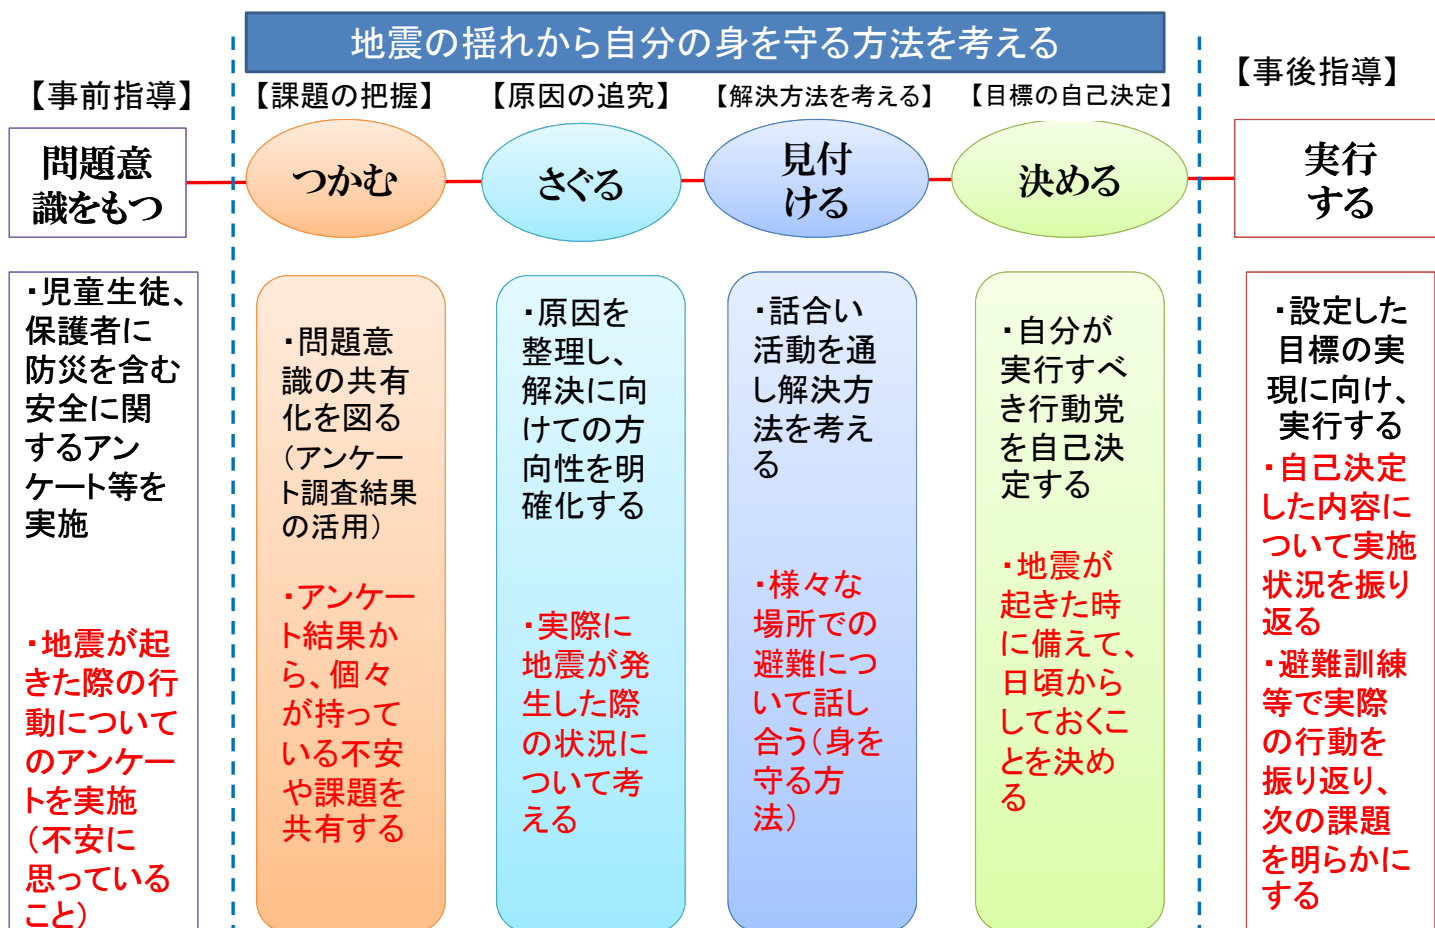 地震の揺れから自分の身を守る方法を考える
【事前指導】
【課題の把握】
【原因の追究】
【解決方法を考える】
【目標の自己決定】
【事後指導】
問題意
識をもつ
つかむ
さぐる
見付
ける
決める
実行
する
・児童生徒、
保護者に
防災を含む
安全に関
するアン
ケート等を
実施
・地震が起
きた際の行
動について
のアンケー
トを実施
(不安に
思っている
こと)
・問題意
識の共有
化を図る
(アンケー
ト調査結果
の活用)
・アンケー
ト結果か
ら、個々
が持って
いる不安
や課題を
共有する
・原因を
整理し、
解決に向
けての方
向性を明
確化する
・実際に
地震が発
生した際
の状況に
ついて考
える
・話合い
活動を通
し解決方
法を考え
る
・様々な
場所での
避難につ
いて話し
合う(身を
守る方
法)
・自分が
実行すべ
き行動党
を自己決
定する
・地震が
起きた時
に備えて、
日頃から
しておくこ
とを決め
る
・設定した
目標の実
現に向け、
実行する
・自己決定
した内容に
ついて実施
状況を振り
返る
・避難訓練
等で実際
の行動を
振り返り、
次の課題
を明らかに
する